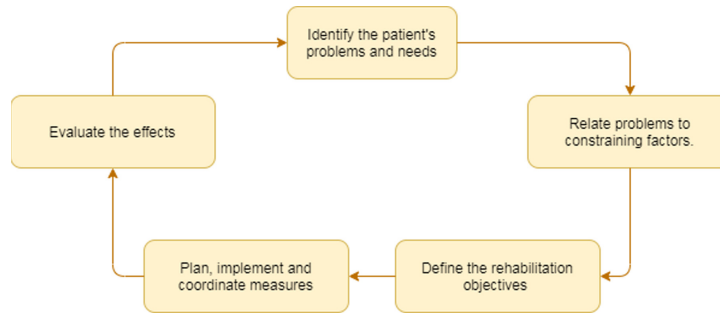 Identify the patient's
problems and needs
Relate problems to
constraining factors.
Define the rehabilitation
objectives
Plan, implement and
coordinate measures
Evaluate the effects